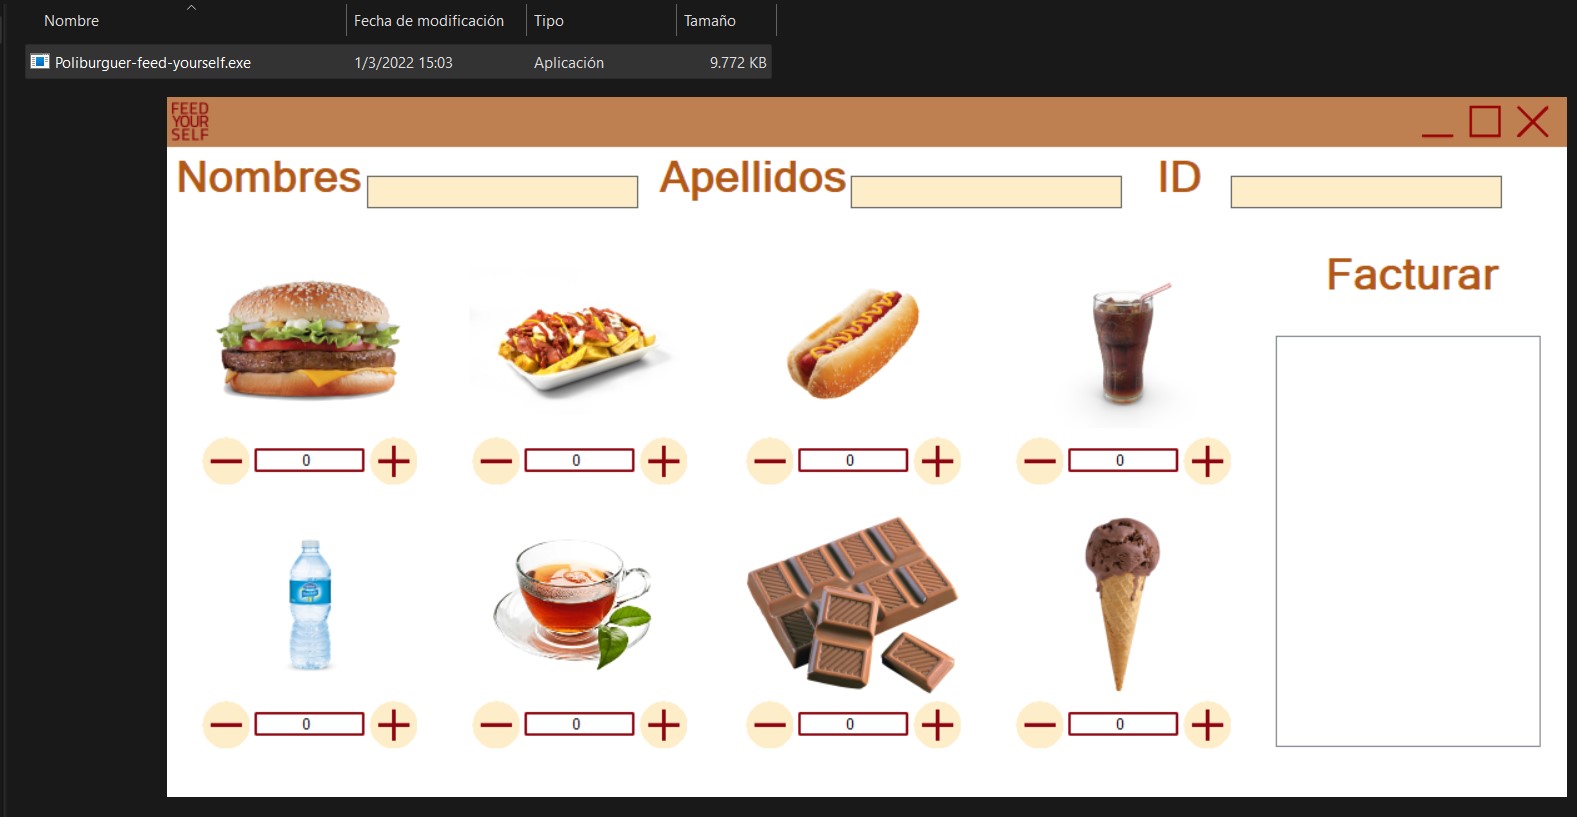 Nombre Fecha de modificación Tipo Tamaño
Poliburguer-feed-yourself.exe 1/3/2022 15:03 Aplicación 9.772 KB
FEED
YOUR
SELF
Nombres Apellidos ID
Facturar
0 0 0 0
0 0 0 0